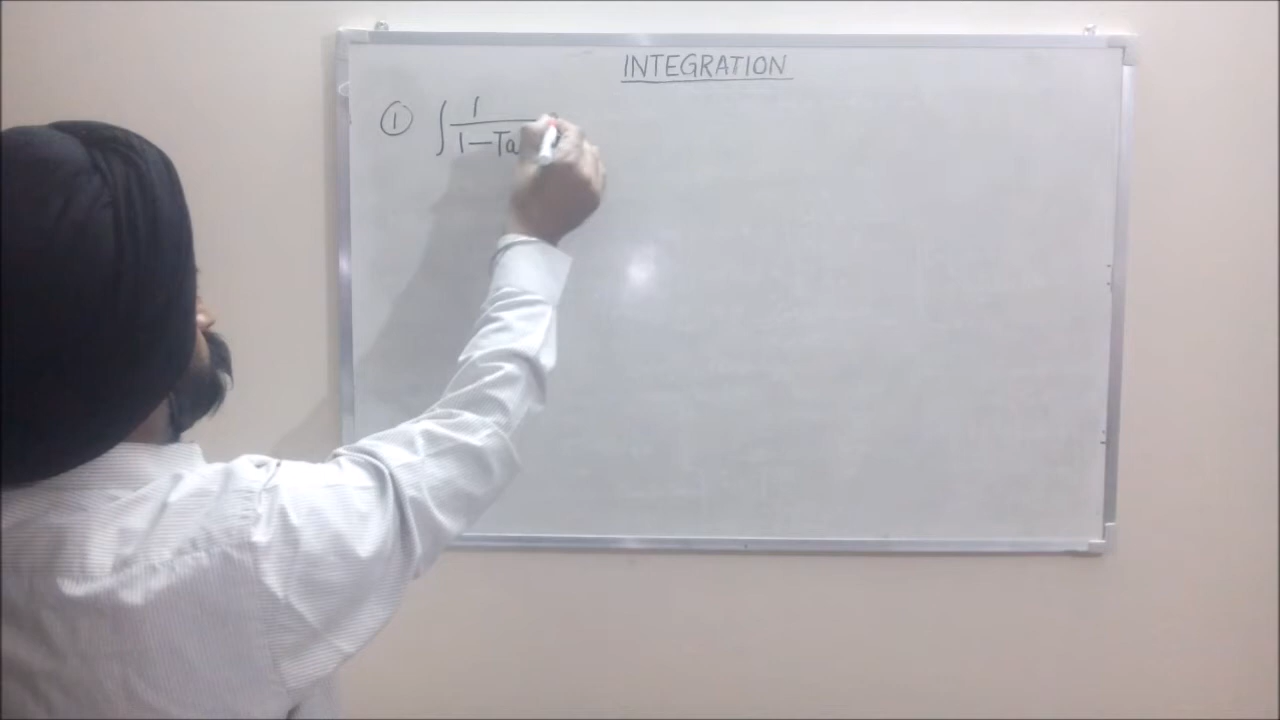 INTEGRATION
① ∫ 1/(1-Ta